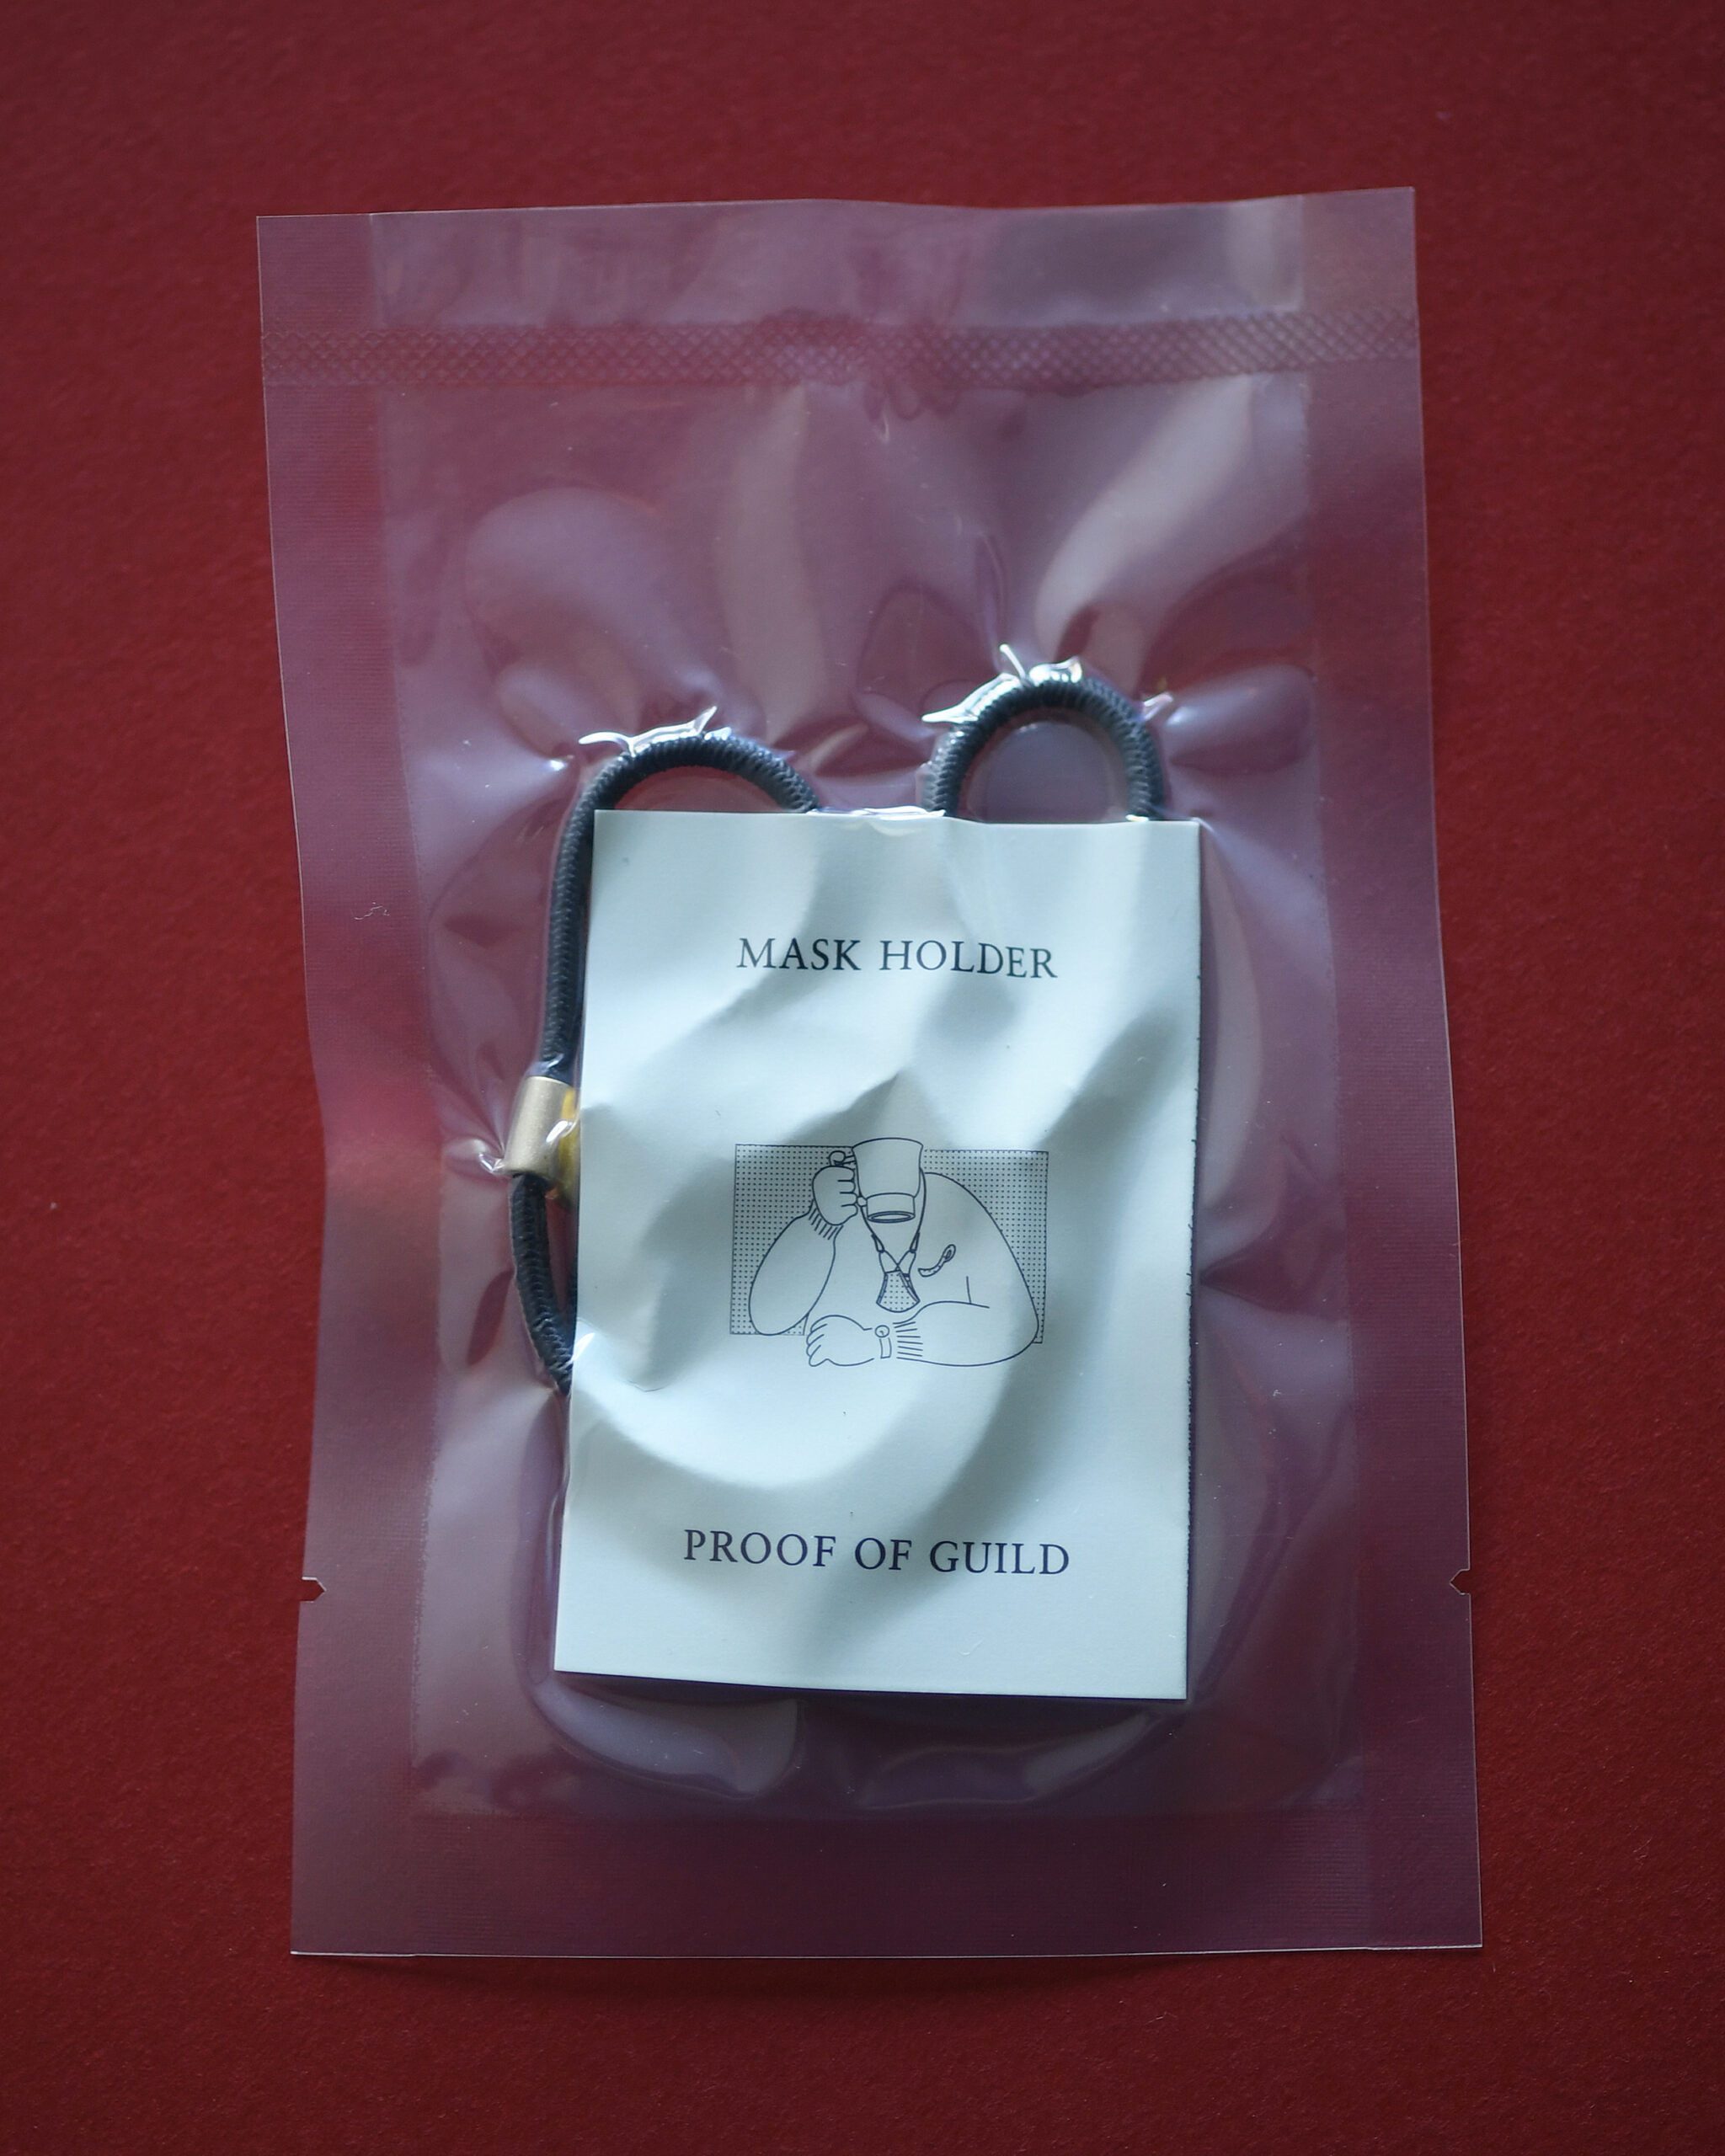 MASK HOLDER
PROOF OF GUILD